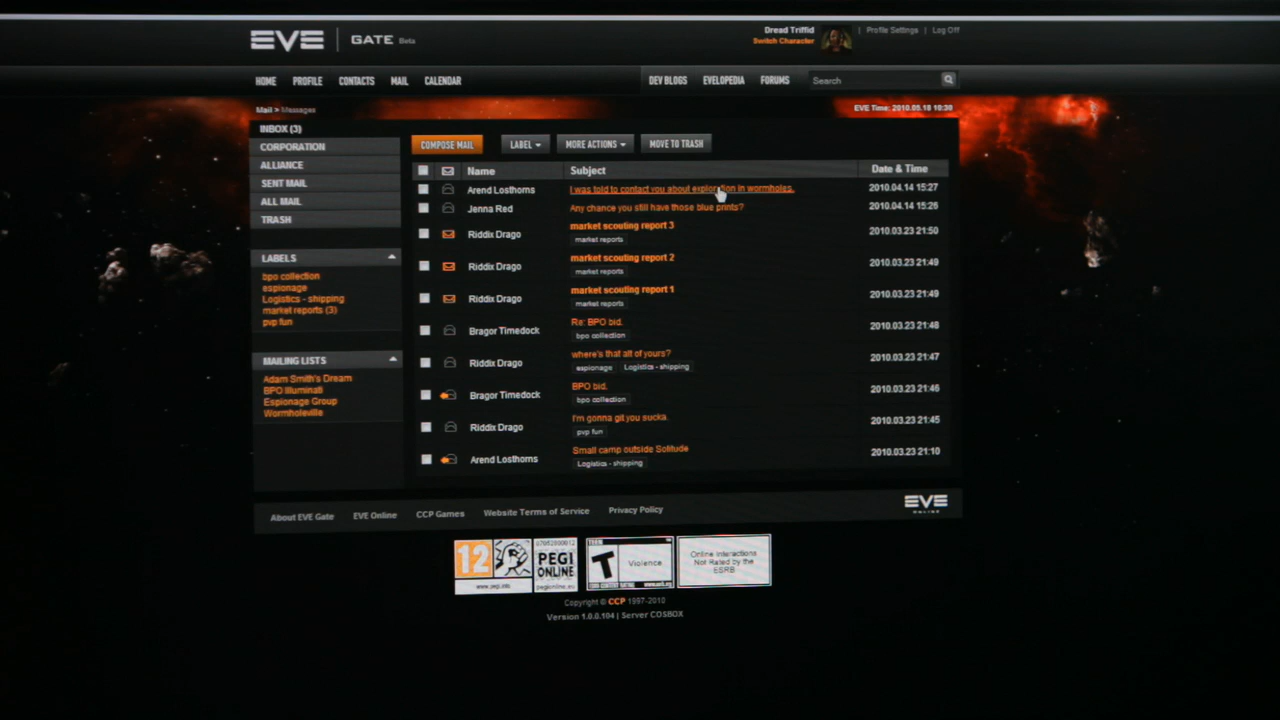 EVE GATE Beta
Dread Triffid
Switch Character
| Profile Settings | Log Off
HOME PROFILE CONTACTS MAIL CALENDAR
DEV BLOGS EVELOPEDIA FORUMS Search
Mail > Messages
EVE Time: 2010.05.18 10:39
INBOX (3)
CORPORATION
ALLIANCE
SENT MAIL
ALL MAIL
TRASH
LABELS
bpo collection
espionage
Logistics - shipping
market reports (3)
pvp fun
MAILING LISTS
Adam Smith's Dream
BPO Illuminati
Espionage Group
Wormholeville
COMPOSE MAIL LABEL MORE ACTIONS MOVE TO TRASH
Name Subject Date & Time
Arend Losthorns I was told to contact you about exploration in wormholes. 2010.04.14 15:27
Jenna Red Any chance you still have those blue prints? 2010.04.14 15:26
Riddix Drago market scouting report 3 2010.03.23 21:50
market reports
Riddix Drago market scouting report 2 2010.03.23 21:49
market reports
Riddix Drago market scouting report 1 2010.03.23 21:49
market reports
Bragor Timedock Re: BPO bid. 2010.03.23 21:48
bpo collection
Riddix Drago where's that alt of yours? 2010.03.23 21:47
espionage Logistics - shipping
Bragor Timedock BPO bid. 2010.03.23 21:46
bpo collection
Riddix Drago I'm gonna git you sucka. 2010.03.23 21:45
pvp fun
Arend Losthorns Small camp outside Solitude 2010.03.23 21:10
Logistics - shipping
About EVE Gate EVE Online CCP Games Website Terms of Service Privacy Policy
EVE
ONLINE
12
www.pegi.info
PEGI
ONLINE
pegionline.eu
TEEN
T
Violence
www.esrb.org
Online Interactions
Not Rated by the
ESRB
Copyright © CCP 1997-2010
Version 1.0.0.104 | Server COSBOX